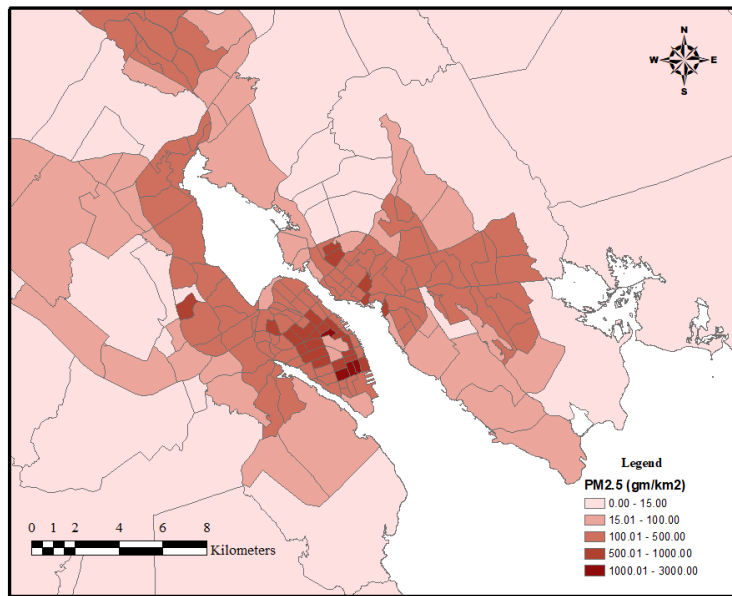 N
W E
S
Legend
PM2.5 (gm/km2)
0.00 - 15.00
15.01 - 100.00
100.01 - 500.00
500.01 - 1000.00
1000.01 - 3000.00
0 1 2 4 6 8
Kilometers